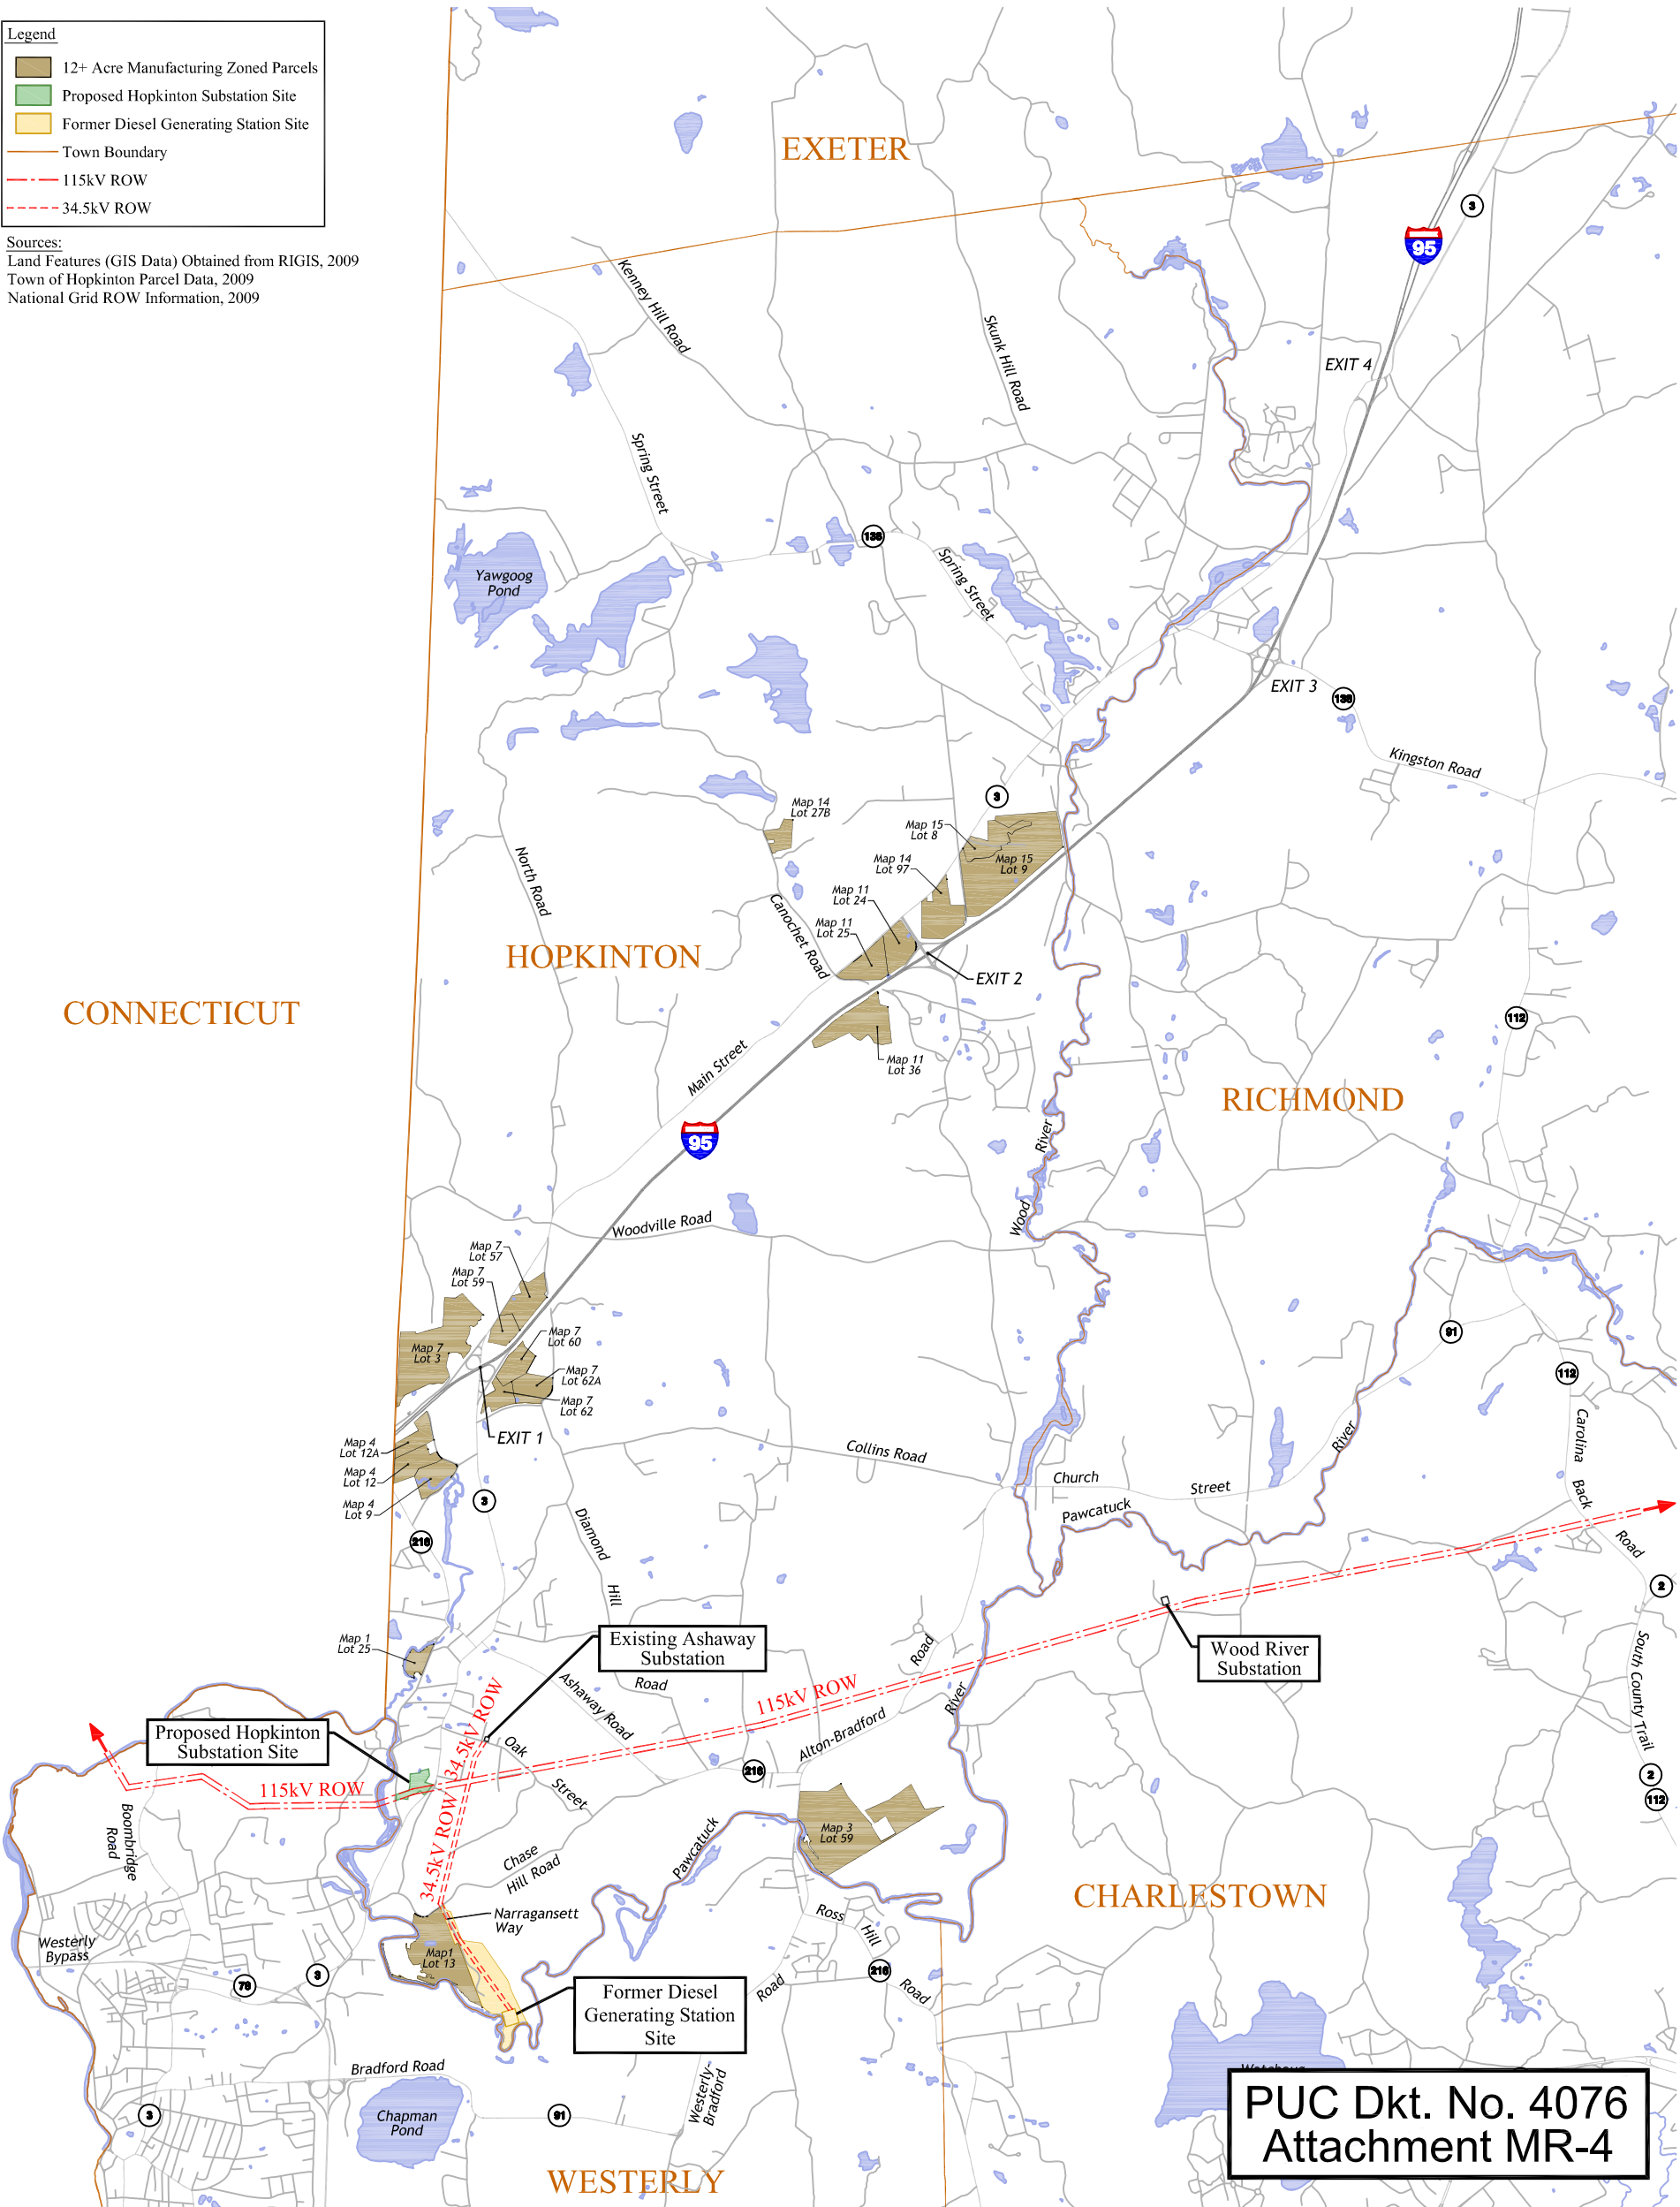 Legend
12+ Acre Manufacturing Zoned Parcels
Proposed Hopkinton Substation Site
Former Diesel Generating Station Site
Town Boundary
115kV ROW
34.5kV ROW
Sources:
Land Features (GIS Data) Obtained from RIGIS, 2009
Town of Hopkinton Parcel Data, 2009
National Grid ROW Information, 2009
EXETER
3
95
Kenney Hill Road
Skunk Hill Road
EXIT 4
Spring Street
138
Spring Street
Yawgoog
Pond
EXIT 3
138
Kingston Road
3
Map 14
Lot 27B
Map 15
Lot 8
Map 15
Lot 9
Map 14
Lot 97
Map 11
Lot 24
Map 11
Lot 25
North Road
Canochet Road
HOPKINTON
EXIT 2
CONNECTICUT
112
Map 11
Lot 36
Main Street
RICHMOND
95
River
Wood
Woodville Road
Map 7
Lot 57
Map 7
Lot 59
Map 7
Lot 60
Map 7
Lot 3
Map 7
Lot 62A
Map 7
Lot 62
91
112
EXIT 1
Map 4
Lot 12A
Map 4
Lot 12
Map 4
Lot 9
3
216
Collins Road
Church
Street
Pawcatuck
River
Carolina
Back
Road
2
Diamond
Hill
Road
Map 1
Lot 25
Existing Ashaway
Substation
Wood River
Substation
Ashaway Road
115kV ROW
Road
River
South County Trail
34.5kV ROW
Proposed Hopkinton
Substation Site
Oak
Street
Alton-Bradford
216
2
112
115kV ROW
34.5kV ROW
Boombridge
Road
Map 3
Lot 59
Chase
Hill Road
Pawcatuck
CHARLESTOWN
Narragansett
Way
Ross
Hill
Road
216
Westerly
Bypass
Map1
Lot 13
3
78
Former Diesel
Generating Station
Site
Road
Bradford Road
Westerly-
Bradford
3
Chapman
Pond
91
PUC Dkt. No. 4076
Attachment MR-4
WESTERLY